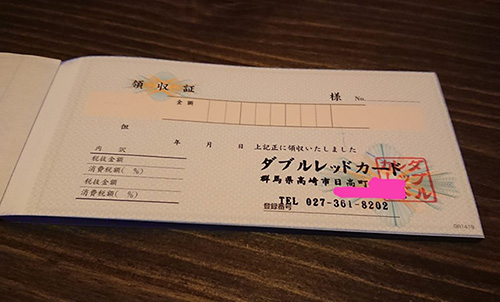 領収証
様 No.
金額
但
年 月 日 上記正に領収いたしました
内 訳
税抜金額
消費税額( %)
税抜金額
消費税額( %)
ダブルレッドカード
群馬県高崎市日高町
TEL 027-361-8202
登録番号